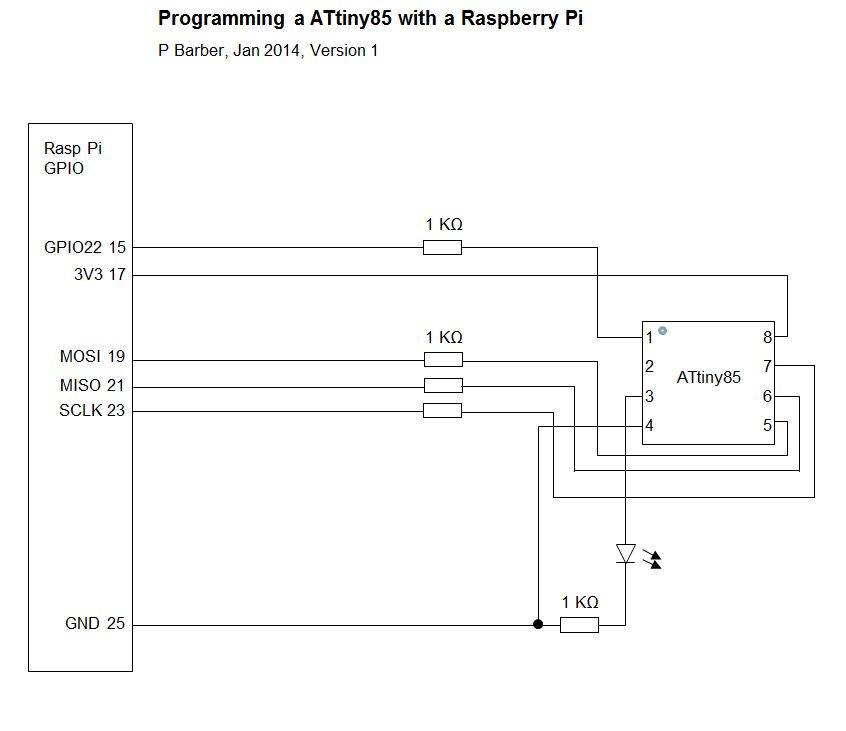 Programming a ATtiny85 with a Raspberry Pi
P Barber, Jan 2014, Version 1
Rasp Pi
GPIO
1 KΩ
GPIO22 15
3V3 17
1 KΩ
MOSI 19
MISO 21
SCLK 23
1
8
2
7
ATtiny85
3
6
4
5
1 KΩ
GND 25